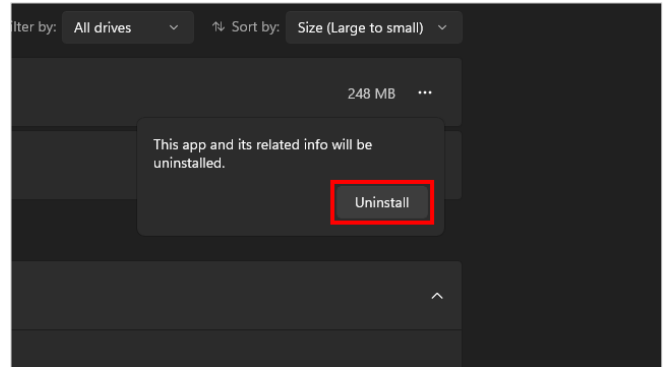 lter by: All drives Sort by: Size (Large to small)
248 MB ...
This app and its related info will be
uninstalled.
Uninstall